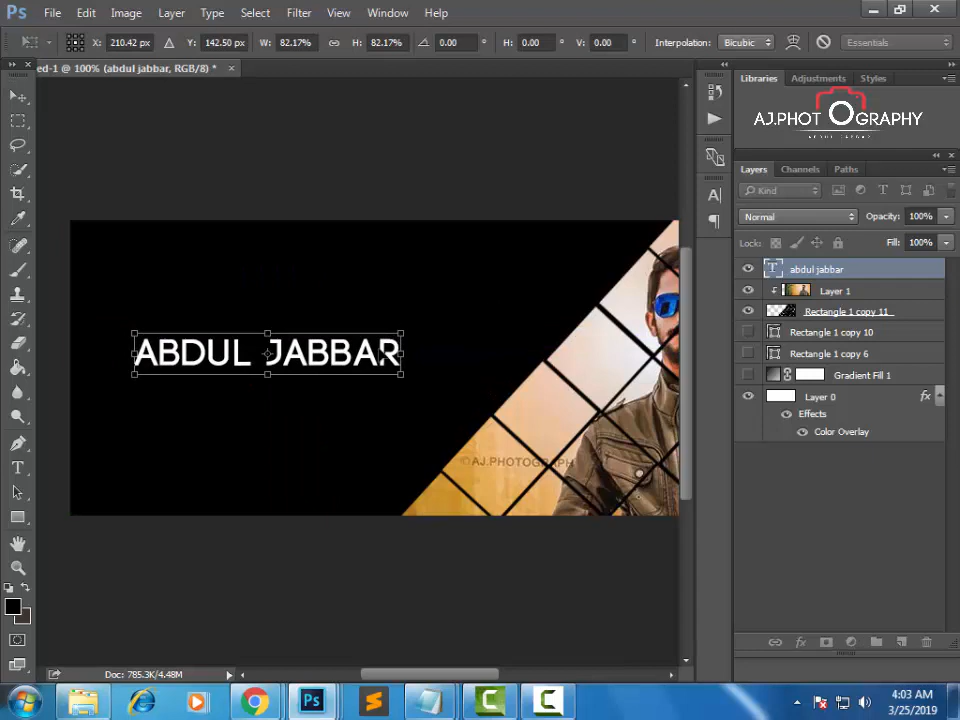 Ps File Edit Image Layer Type Select Filter View Window Help
X: 210.42 px Y: 142.50 px W: 82.17% H: 82.17% 0.00 ° H: 0.00 ° V: 0.00 ° Interpolation: Bicubic Essentials
ed-1 @ 100% (abdul jabbar, RGB/8) * ×
Libraries Adjustments Styles
AJ.PHOTOGRAPHY
ABDUL JABBAR
Layers Channels Paths
Kind
Normal Opacity: 100%
Lock: Fill: 100%
abdul jabbar
Layer 1
Rectangle 1 copy 11
Rectangle 1 copy 10
Rectangle 1 copy 6
Gradient Fill 1
Layer 0 fx
Effects
Color Overlay
ABDUL JABBAR
©AJ.PHOTOGRAPH
Doc: 785.3K/4.48M
4:03 AM
3/25/2019